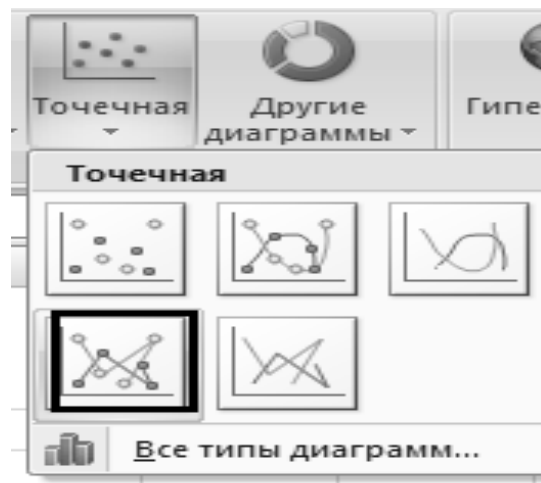 Точечная
Другие
диаграммы
Гипе
Точечная
Все типы диаграмм...